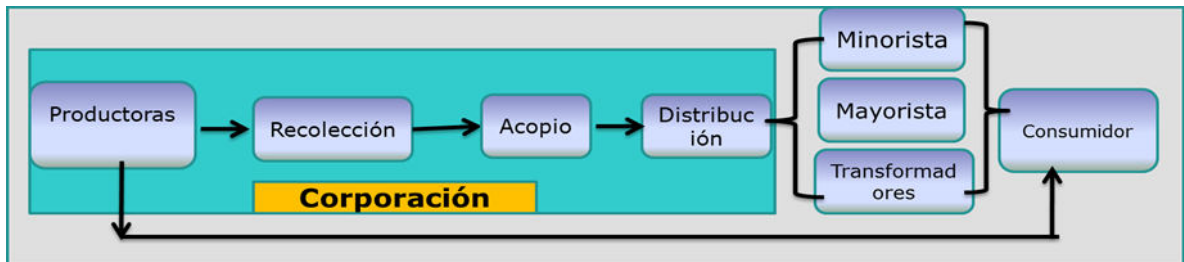 Productoras
Recolección
Acopio
Distribuc
ión
Minorista
Mayorista
Transformad
ores
Consumidor
Corporación